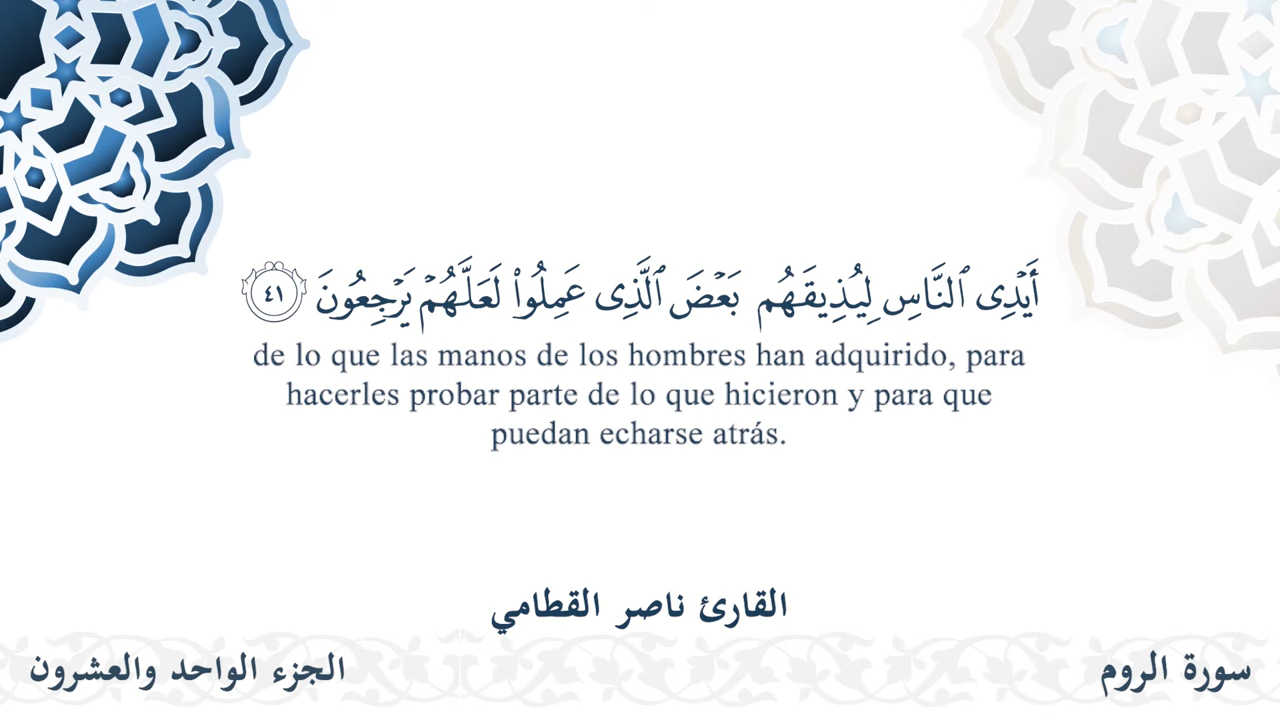 أَيْدِى ٱلنَّاسِ لِيُذِيقَهُم بَعْضَ ٱلَّذِى عَمِلُوا۟ لَعَلَّهُمْ يَرْجِعُونَ ٤١
de lo que las manos de los hombres han adquirido, para
hacerles probar parte de lo que hicieron y para que
puedan echarse atrás.
القارئ ناصر القطامي
سورة الروم
الجزء الواحد والعشرون